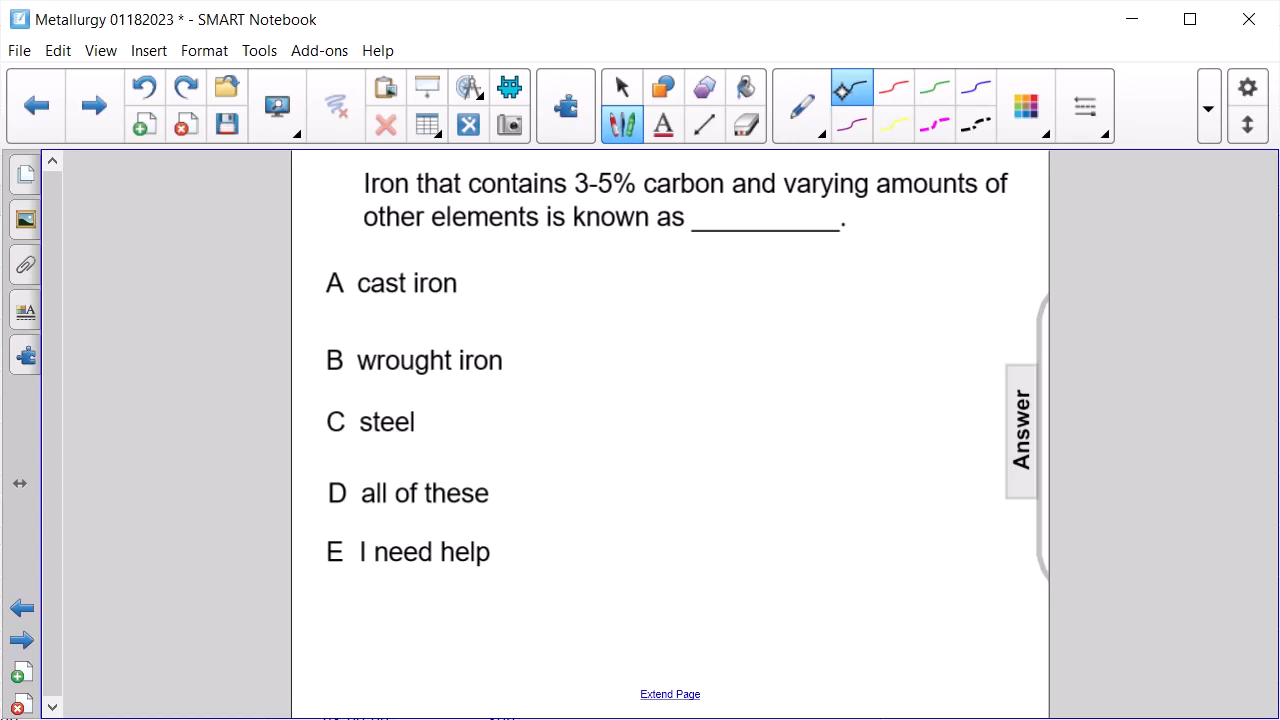 Metallurgy 01182023 * - SMART Notebook
File Edit View Insert Format Tools Add-ons Help
Iron that contains 3-5% carbon and varying amounts of
other elements is known as __________.
A cast iron
B wrought iron
C steel
D all of these
E I need help
Answer
Extend Page